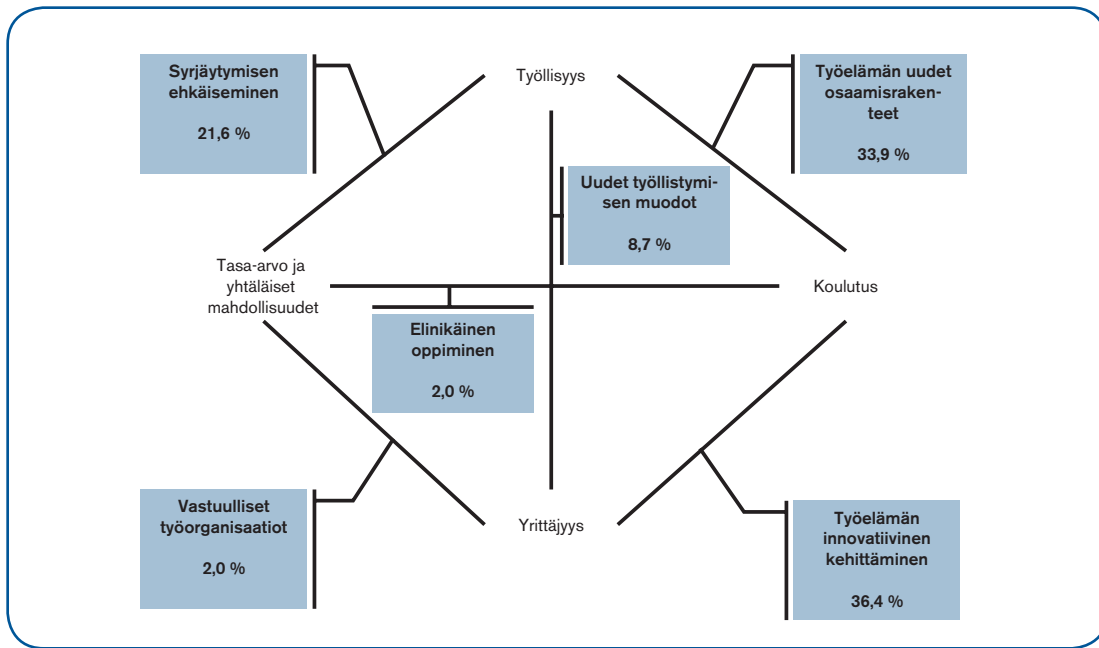 Syrjäytymisen
ehkäiseminen
21,6 %
Työllisyys
Työelämän uudet
osaamisraken-
teet
33,9 %
Uudet työllistymi-
sen muodot
8,7 %
Tasa-arvo ja
yhtäläiset
mahdollisuudet
Koulutus
Elinikäinen
oppiminen
2,0 %
Vastuulliset
työorganisaatiot
2,0 %
Yrittäjyys
Työelämän
innovatiivinen
kehittäminen
36,4 %